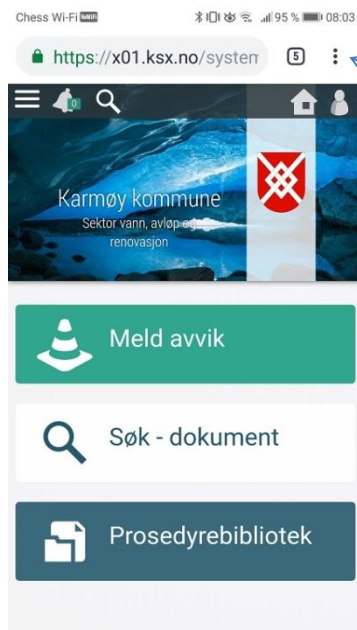 Chess Wi-Fi WiFi 95 % 08:03
https://x01.ksx.no/system 5
0
Karmøy kommune
Sektor vann, avløp og
renovasjon
Meld avvik
Søk - dokument
Prosedyrebibliotek